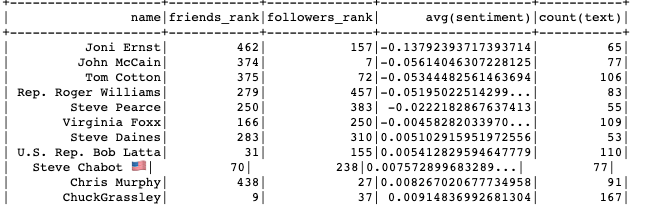 +--------------------+------------+--------------+--------------------+-----------+
|                name|friends_rank|followers_rank|      avg(sentiment)|count(text)|
+--------------------+------------+--------------+--------------------+-----------+
|          Joni Ernst|         462|           157|-0.13792393717393714|         65|
|         John McCain|         374|             7|-0.05614046307228125|         77|
|          Tom Cotton|         375|            72|-0.05344482561463694|        106|
| Rep. Roger Williams|         279|           457|-0.05195022514299...|         83|
|        Steve Pearce|         250|           383| -0.0222182867637413|         55|
|       Virginia Foxx|         166|           250|-0.00458282033970...|        109|
|        Steve Daines|         283|           310|0.005102915951972556|         53|
| U.S. Rep. Bob Latta|          31|           155|0.005412829594647779|        110|
|     Steve Chabot 🇺🇸|          70|           238|0.007572899683289...|         77|
|        Chris Murphy|         438|            27|0.008267020677734958|         91|
|       ChuckGrassley|           9|            37| 0.00914836992681304|        167|